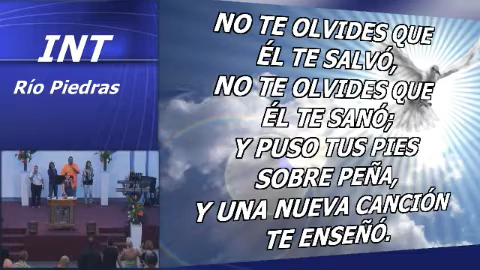 INT
Río Piedras
NO TE OLVIDES QUE
ÉL TE SALVÓ,
NO TE OLVIDES QUE
ÉL TE SANÓ;
Y PUSO TUS PIES
SOBRE PEÑA,
Y UNA NUEVA CANCIÓN
TE ENSEÑÓ.